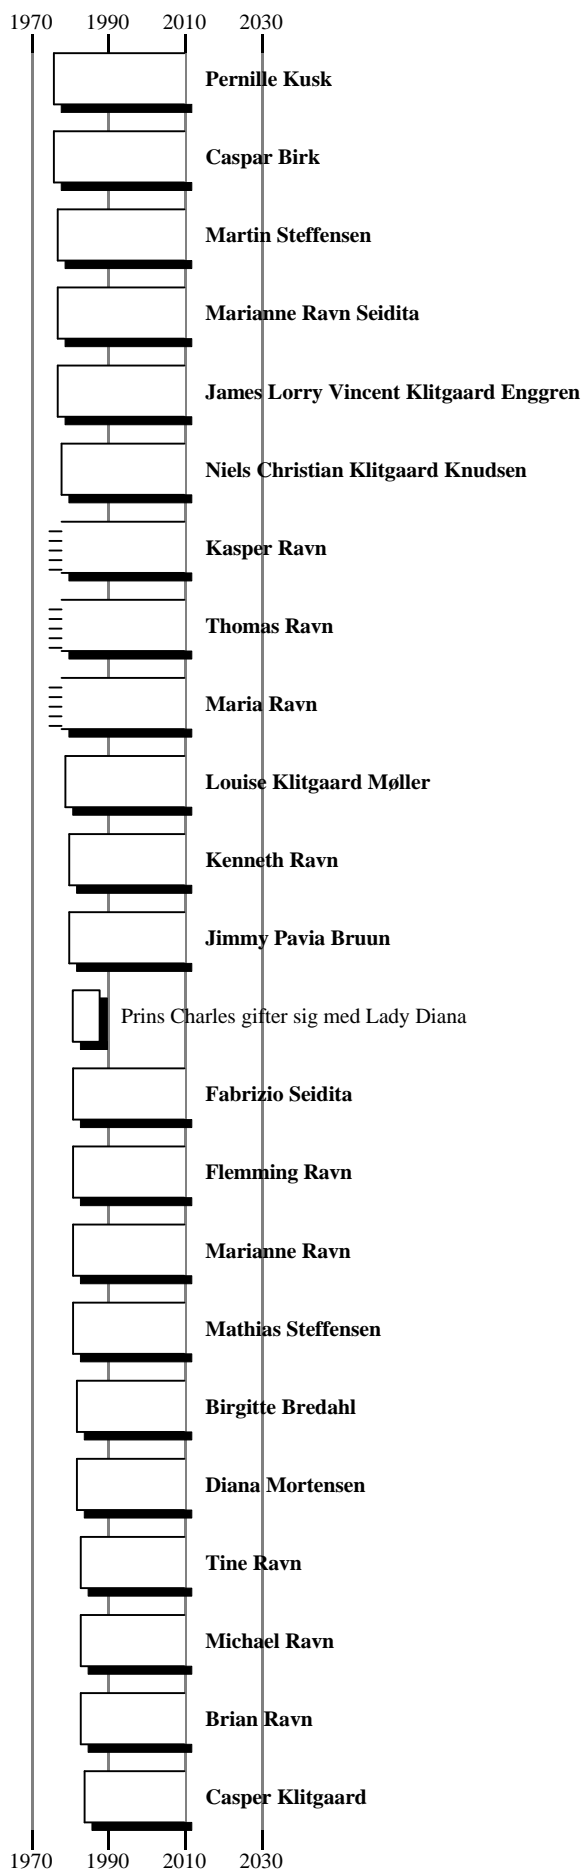 1970 1990 2010 2030
Pernille Kusk
Caspar Birk
Martin Steffensen
Marianne Ravn Seidita
James Lorry Vincent Klitgaard Enggren
Niels Christian Klitgaard Knudsen
Kasper Ravn
Thomas Ravn
Maria Ravn
Louise Klitgaard Møller
Kenneth Ravn
Jimmy Pavia Bruun
Prins Charles gifter sig med Lady Diana
Fabrizio Seidita
Flemming Ravn
Marianne Ravn
Mathias Steffensen
Birgitte Bredahl
Diana Mortensen
Tine Ravn
Michael Ravn
Brian Ravn
Casper Klitgaard
1970 1990 2010 2030